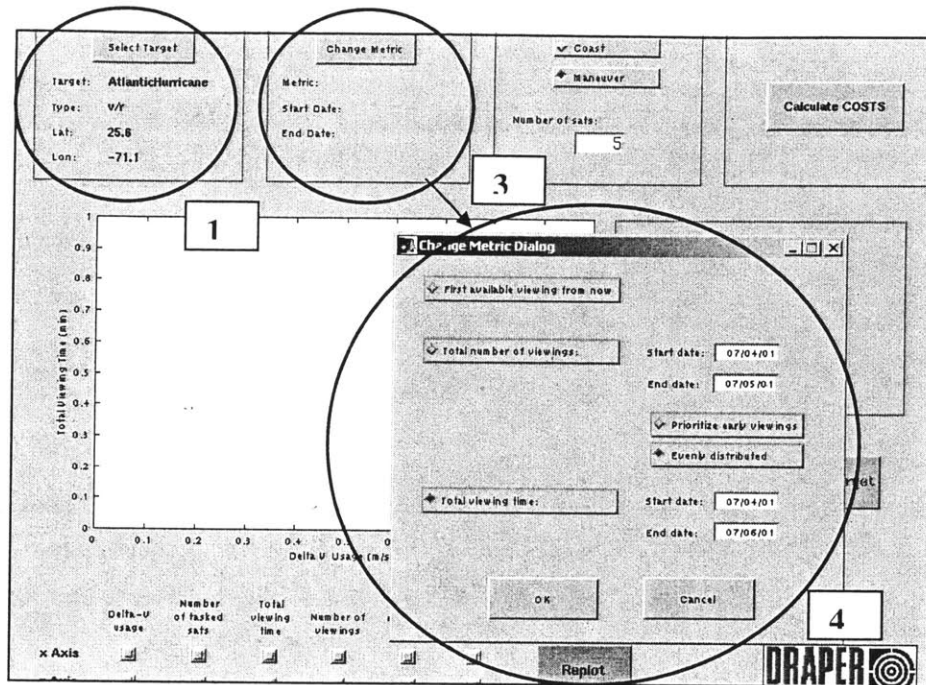 Select Target
Target: AtlanticHurricane
Type: v/r
Lat: 25.6
Lon: -71.1
Change Metric
Metric:
Start Date:
End Date:
Coast
Maneuver
Number of sats:
5
Calculate COSTS
1
3
Total Viewing Time (min)
1
0.9
0.8
0.7
0.6
0.5
0.4
0.3
0.2
0.1
0
0 0.1 0.2 0.3 0.4 0.5
Delta V Usage (m/s
Change Metric Dialog
First available viewing from now
Total number of viewings:
Start date: 07/04/01
End date: 07/05/01
Prioritize early viewings
Evenly distributed
Total viewing time:
Start date: 07/04/01
End date: 07/06/01
OK
Cancel
4
Delta-V usage
Number of tasked sats
Total viewing time
Number of viewings
x Axis
Replot
DRAPER